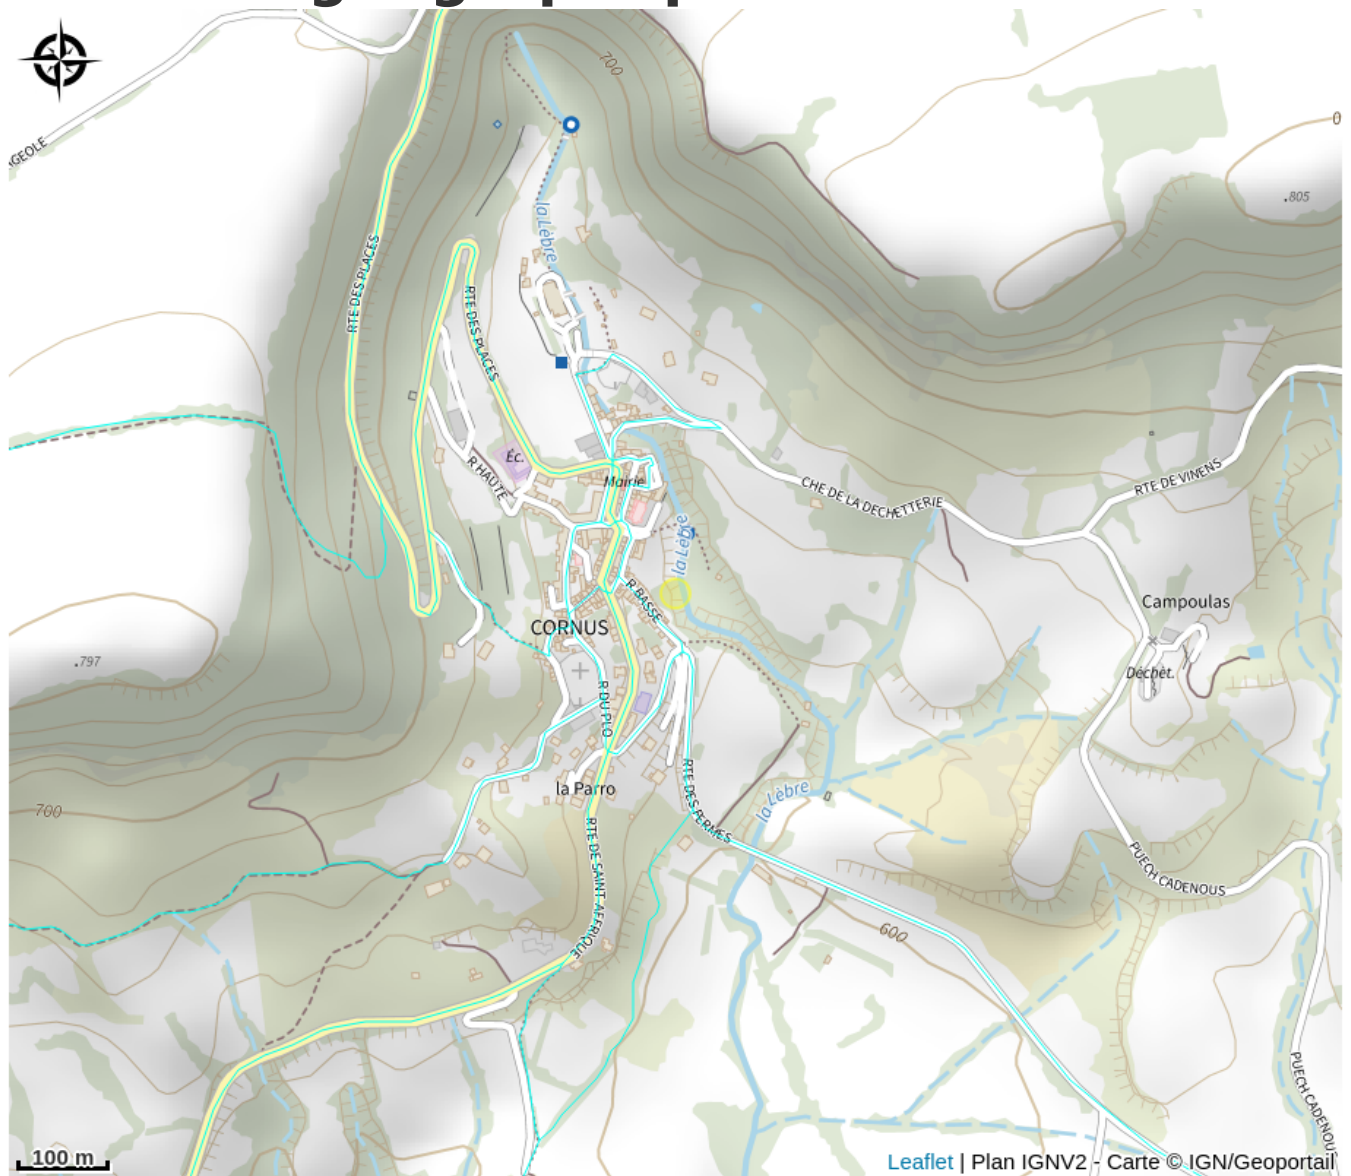 700
GEOLE
.805
la Lèbre
RTE DES PLACES
RTE DES PLACES
Éc.
R HAUTE
Mairie
CHE DE LA DECHETTERIE
RTE DE VINENS
la Lèbre
R BASSE
Campoulas
CORNUS
.797
Déchèt.
R DU PLO
la Parro
RTE DES PERMES
la Lèbre
700
RTE DE SAINT-AFFRIQUE
PUECH CADENOUS
600
PUECH CADENOU
100 m
Leaflet | Plan IGNV2 - Carte © IGN/Geoportail